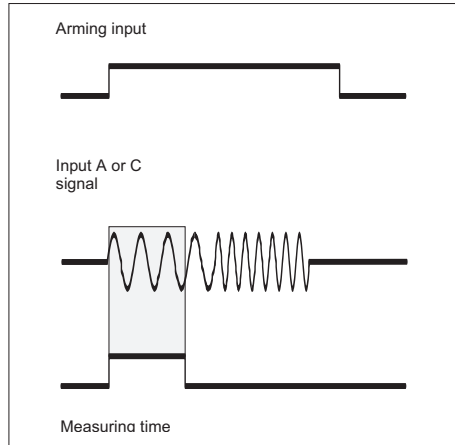 Arming input
Input A or C
signal
Measuring time